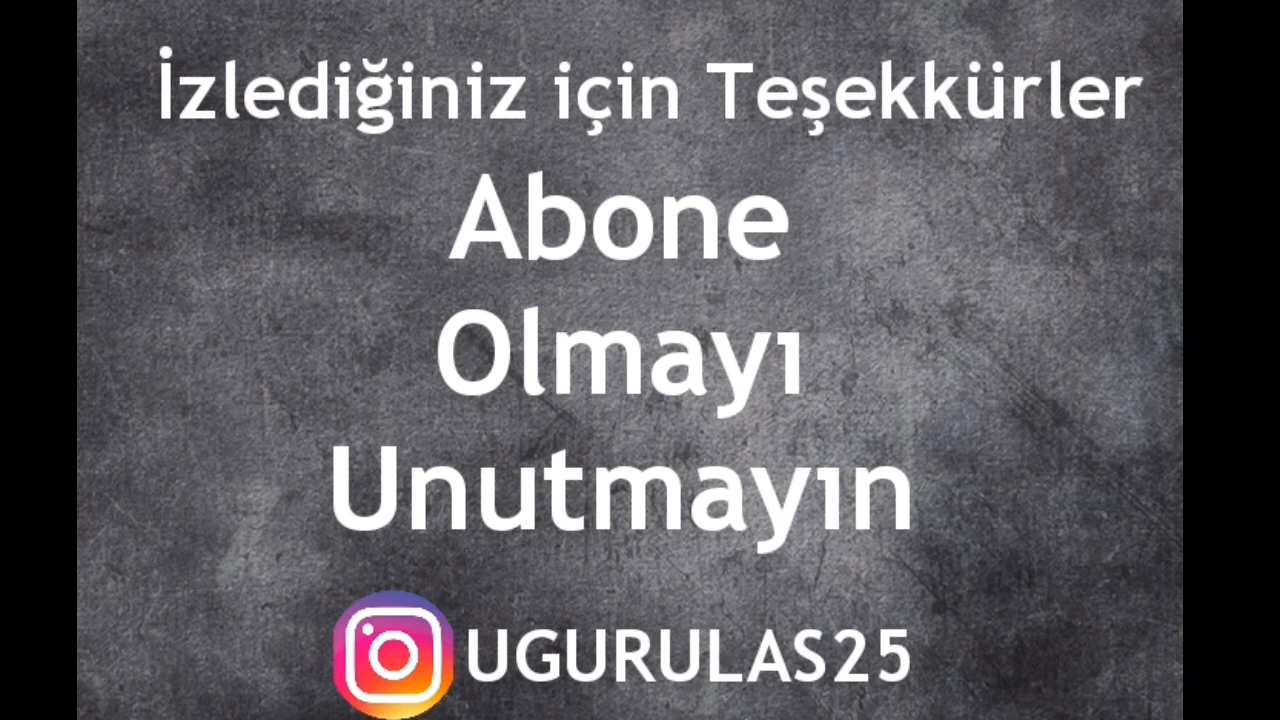 İzlediğiniz için Teşekkürler
Abone
Olmayı
Unutmayın
UGURULAS25